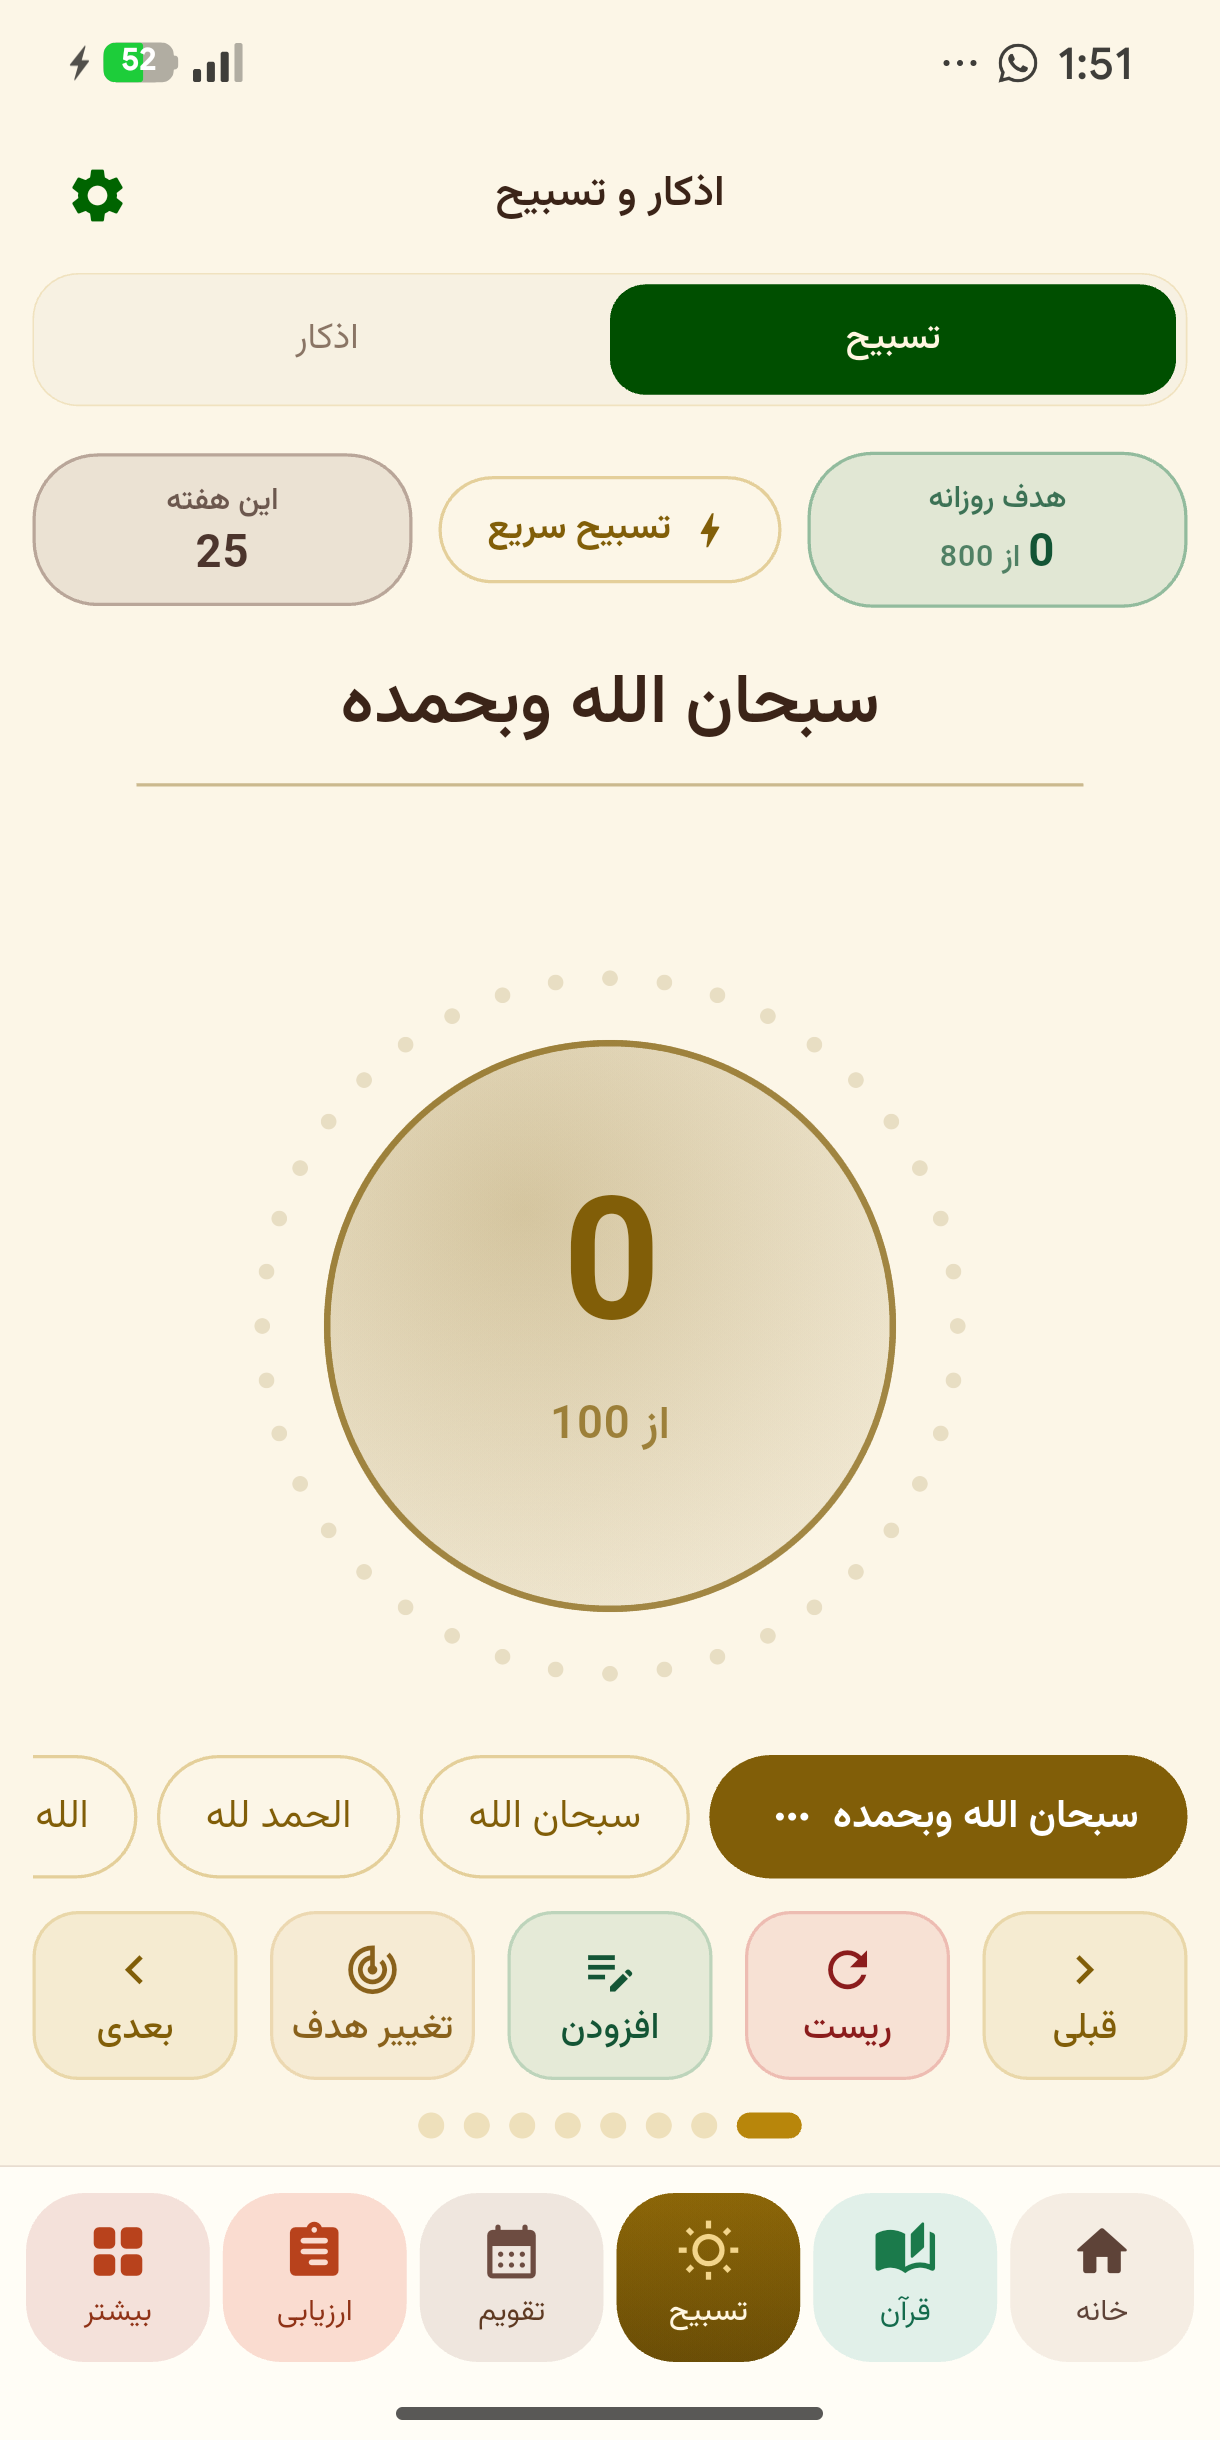 52
1:51
اذکار و تسبیح
تسبیح
اذکار
هدف روزانه
0 از 800
تسبیح سریع
این هفته
25
سبحان الله وبحمده
0
از 100
سبحان الله وبحمده ...
سبحان الله
الحمد لله
الله
قبلی
ریست
افزودن
تغییر هدف
بعدی
خانه
قرآن
تسبیح
تقویم
ارزیابی
بیشتر